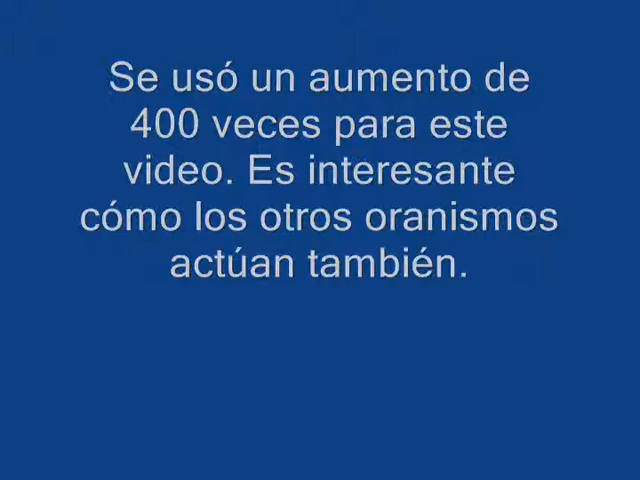 Se usó un aumento de
400 veces para este
video. Es interesante
cómo los otros oranismos
actúan también.